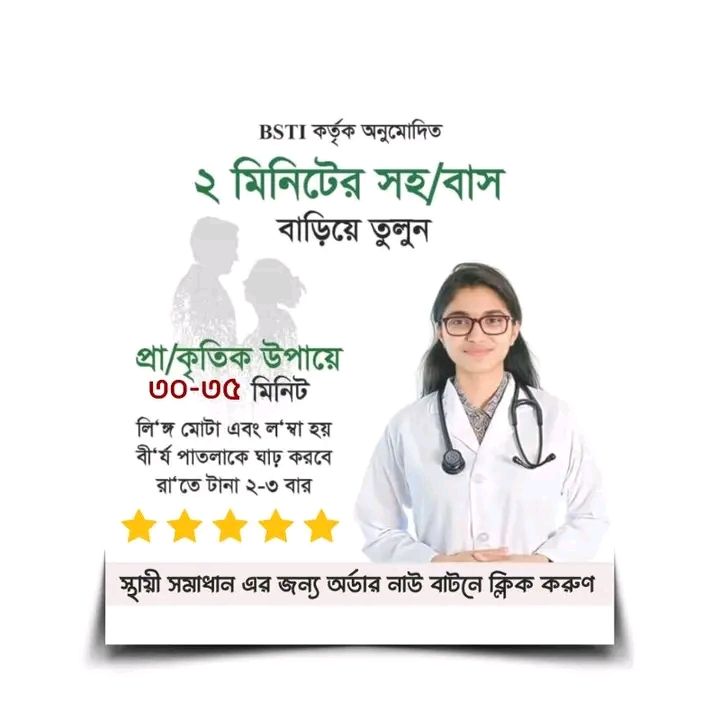 BSTI কর্তৃক অনুমোদিত
২ মিনিটের সহ/বাস
বাড়িয়ে তুলুন
প্রা/কৃতিক উপায়ে
৩০-৩৫ মিনিট
লি‘ঙ্গ মোটা এবং ল‘ম্বা হয়
বী‘র্য পাতলাকে ঘাঢ় করবে
রা‘তে টানা ২-৩ বার
স্থায়ী সমাধান এর জন্য অর্ডার নাউ বাটনে ক্লিক করুণ